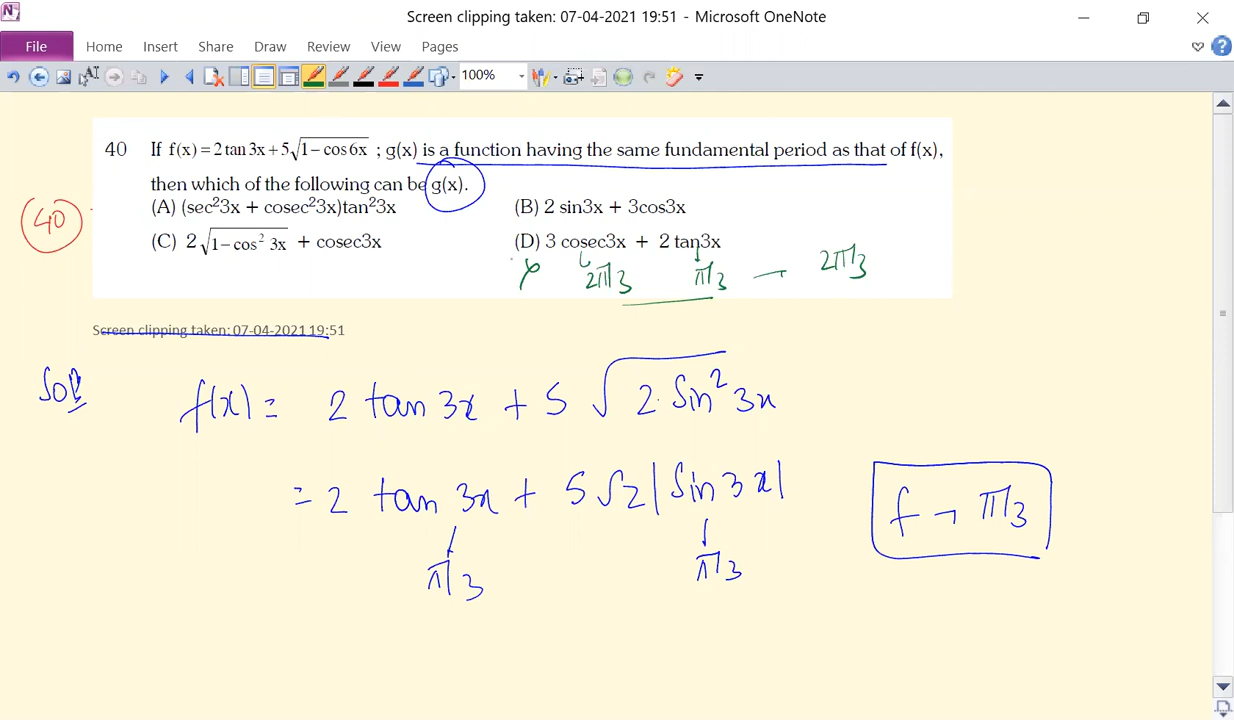 Screen clipping taken: 07-04-2021 19:51 - Microsoft OneNote
File Home Insert Share Draw Review View Pages
100%
40 If f(x) = 2 tan 3x + 5√(1 – cos 6x) ; g(x) is a function having the same fundamental period as that of f(x),
then which of the following can be g(x).
40
(A) (sec²3x + cosec²3x)tan²3x (B) 2 sin3x + 3cos3x
(C) 2√(1 – cos² 3x) + cosec3x (D) 3 cosec3x + 2 tan3x
2π/3 π/3 → 2π/3
Screen clipping taken: 07-04-2021 19:51
Sol
f(x) = 2 tan 3x + 5 √(2. Sin² 3x)
= 2 tan 3x + 5 √2 |Sin 3x|
f → π/3
π/3 π/3